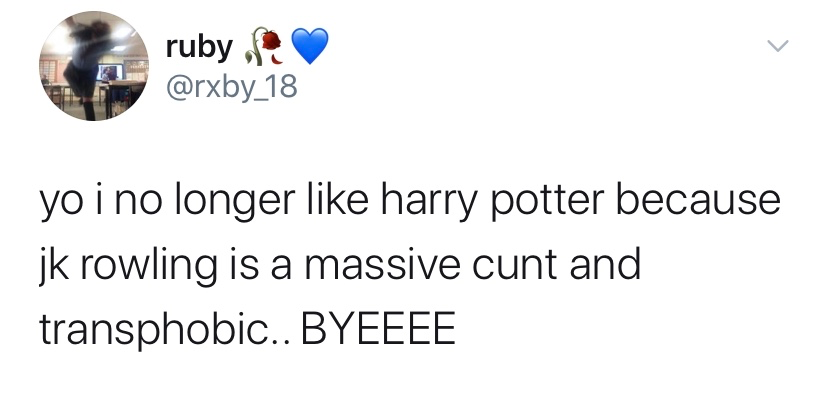 ruby 🥀💙
@rxby_18
yo i no longer like harry potter because
jk rowling is a massive cunt and
transphobic.. BYEEEE